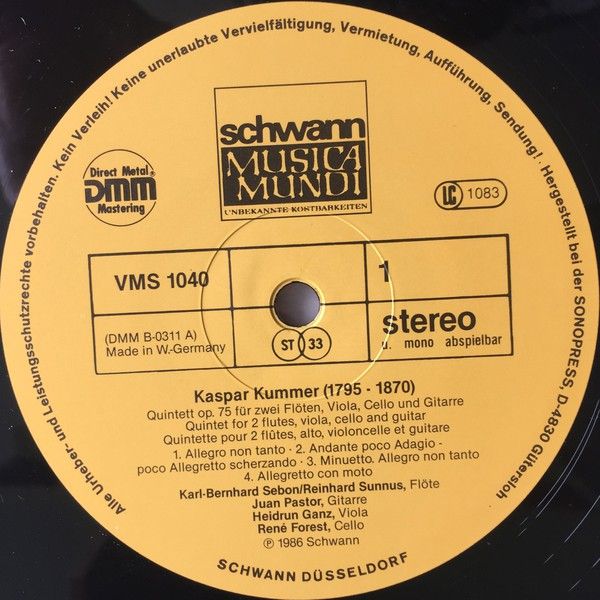 Alle Urheber- und Leistungsschutzrechte vorbehalten. Kein Verleih! Keine unerlaubte Vervielfältigung, Vermietung, Aufführung, Sendung! · Hergestellt bei der SONOPRESS, D-4830 Gütersloh
schwann
MUSICA
MUNDI
UNBEKANNTE KOSTBARKEITEN
Direct Metal
DMM
Mastering
LC 1083
VMS 1040
1
(DMM B-0311 A)
Made in W.-Germany
ST 33
stereo
u. mono abspielbar
Kaspar Kummer (1795 - 1870)
Quintett op. 75 für zwei Flöten, Viola, Cello und Gitarre
Quintet for 2 flutes, viola, cello and guitar
Quintette pour 2 flûtes, alto, violoncelle et guitare
1. Allegro non tanto · 2. Andante poco Adagio -
poco Allegretto scherzando · 3. Minuetto. Allegro non tanto
4. Allegretto con moto
Karl-Bernhard Sebon/Reinhard Sunnus, Flöte
Juan Pastor, Gitarre
Heidrun Ganz, Viola
René Forest, Cello
℗ 1986 Schwann
SCHWANN DÜSSELDORF